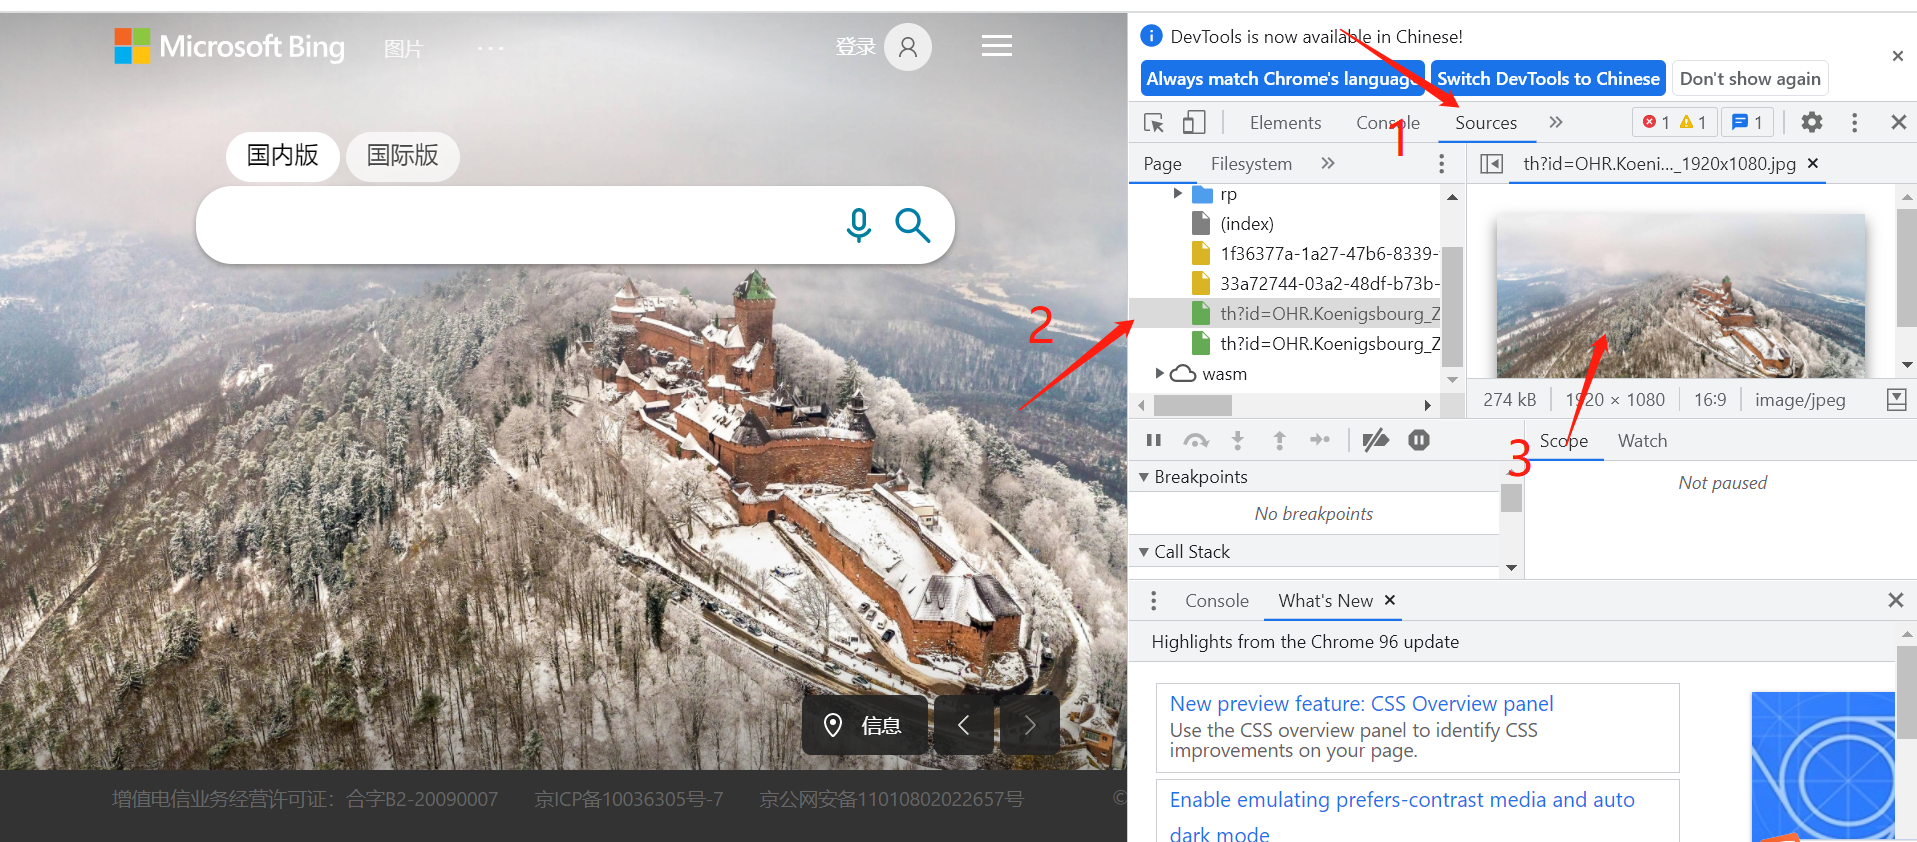 Microsoft Bing
图片
...
登录
国内版
国际版
信息
增值电信业务经营许可证：合字B2-20090007
京ICP备10036305号-7
京公网安备11010802022657号
©
DevTools is now available in Chinese!
Always match Chrome's language
Switch DevTools to Chinese
Don't show again
Elements
Console
Sources
1
1
1
1
Page
Filesystem
th?id=OHR.Koeni..._1920x1080.jpg
rp
(index)
1f36377a-1a27-47b6-8339-
33a72744-03a2-48df-b73b-
th?id=OHR.Koenigsbourg_Z
th?id=OHR.Koenigsbourg_Z
wasm
2
274 kB
1920 × 1080
16:9
image/jpeg
3
Scope
Watch
Not paused
Breakpoints
No breakpoints
Call Stack
Console
What's New
Highlights from the Chrome 96 update
New preview feature: CSS Overview panel
Use the CSS overview panel to identify CSS
improvements on your page.
Enable emulating prefers-contrast media and auto
dark mode